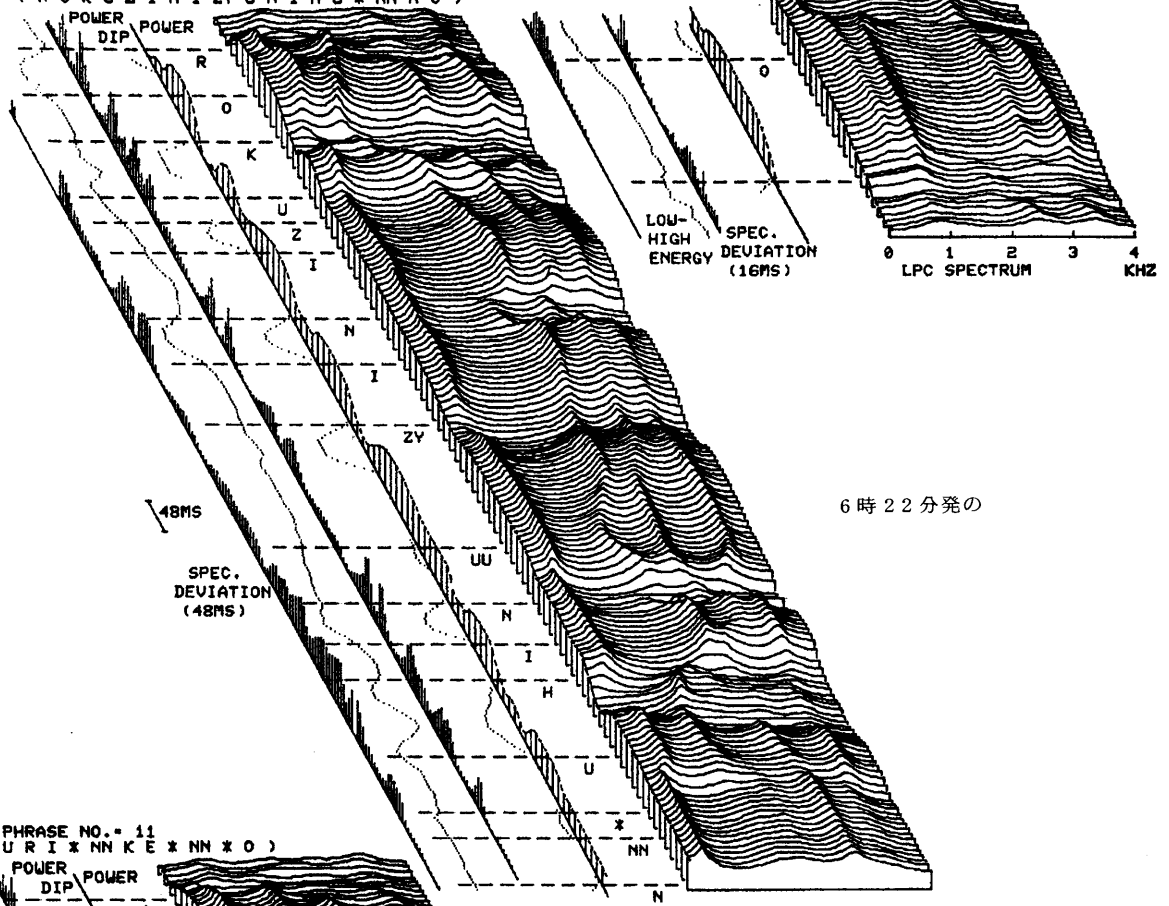 POWER
DIP POWER
R
O
K
U
Z
I
N
I
ZY
UU
N
I
H
U
*
NN
N
48MS
SPEC.
DEVIATION
(48MS)
O
LOW-
HIGH
ENERGY
SPEC.
DEVIATION
(16MS)
0 1 2 3 4
LPC SPECTRUM KHZ
6時22分発の
PHRASE NO.= 11
U R I * NN K E * NN * O )
POWER
DIP POWER